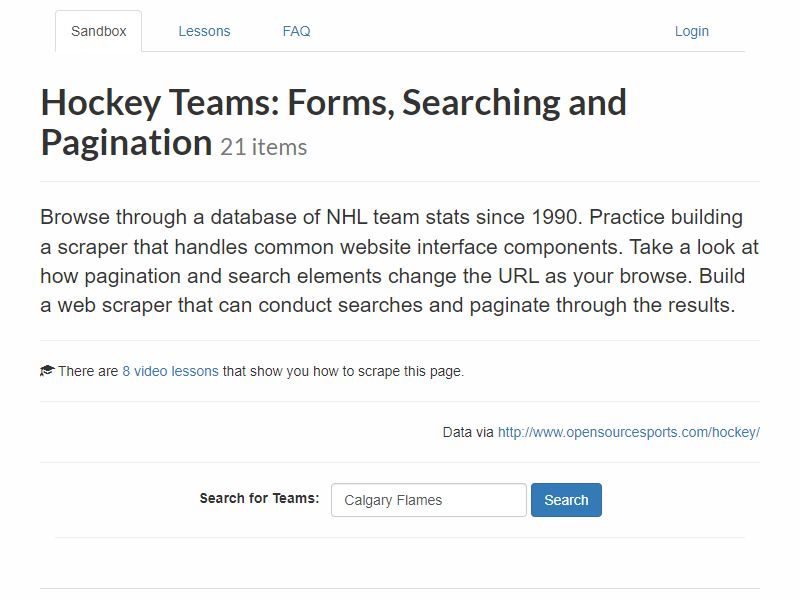 Sandbox Lessons FAQ Login
Hockey Teams: Forms, Searching and
Pagination 21 items
Browse through a database of NHL team stats since 1990. Practice building
a scraper that handles common website interface components. Take a look at
how pagination and search elements change the URL as your browse. Build
a web scraper that can conduct searches and paginate through the results.
There are 8 video lessons that show you how to scrape this page.
Data via http://www.opensourcesports.com/hockey/
Search for Teams: Calgary Flames Search